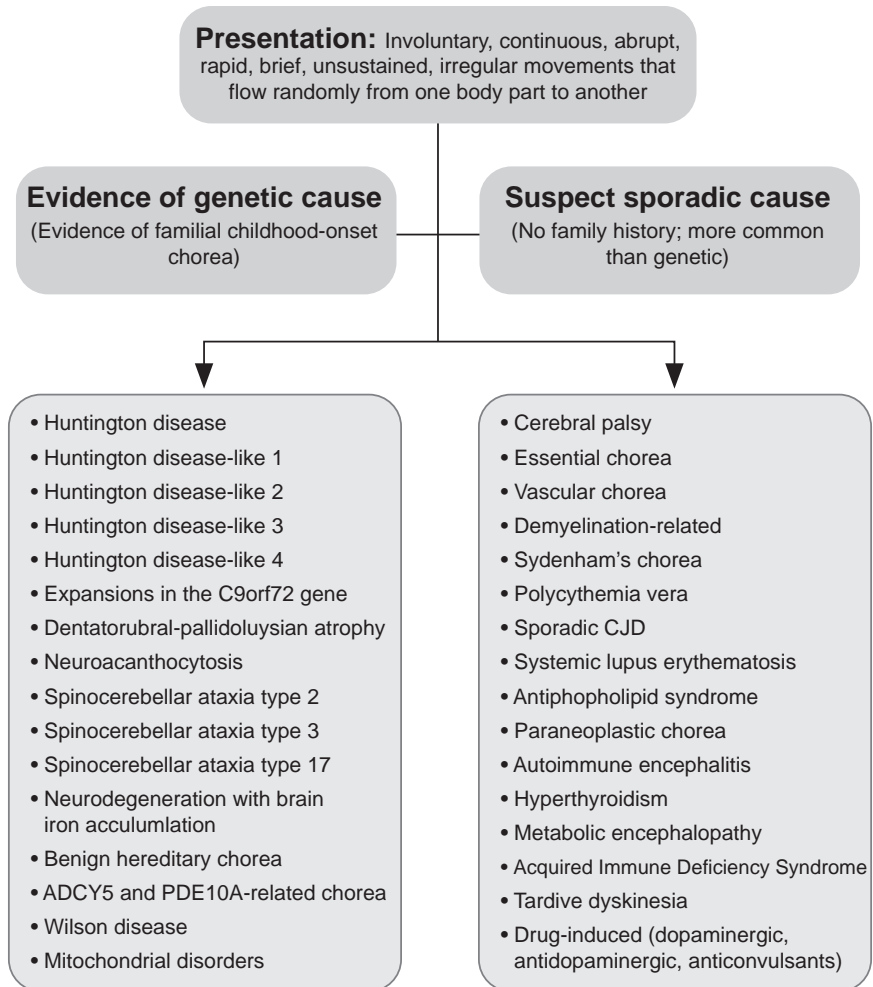 Presentation: Involuntary, continuous, abrupt,
rapid, brief, unsustained, irregular movements that
flow randomly from one body part to another
Evidence of genetic cause
(Evidence of familial childhood-onset
chorea)
Suspect sporadic cause
(No family history; more common
than genetic)
• Huntington disease
• Huntington disease-like 1
• Huntington disease-like 2
• Huntington disease-like 3
• Huntington disease-like 4
• Expansions in the C9orf72 gene
• Dentatorubral-pallidoluysian atrophy
• Neuroacanthocytosis
• Spinocerebellar ataxia type 2
• Spinocerebellar ataxia type 3
• Spinocerebellar ataxia type 17
• Neurodegeneration with brain
iron acculumlation
• Benign hereditary chorea
• ADCY5 and PDE10A-related chorea
• Wilson disease
• Mitochondrial disorders
• Cerebral palsy
• Essential chorea
• Vascular chorea
• Demyelination-related
• Sydenham's chorea
• Polycythemia vera
• Sporadic CJD
• Systemic lupus erythematosis
• Antiphopholipid syndrome
• Paraneoplastic chorea
• Autoimmune encephalitis
• Hyperthyroidism
• Metabolic encephalopathy
• Acquired Immune Deficiency Syndrome
• Tardive dyskinesia
• Drug-induced (dopaminergic,
antidopaminergic, anticonvulsants)